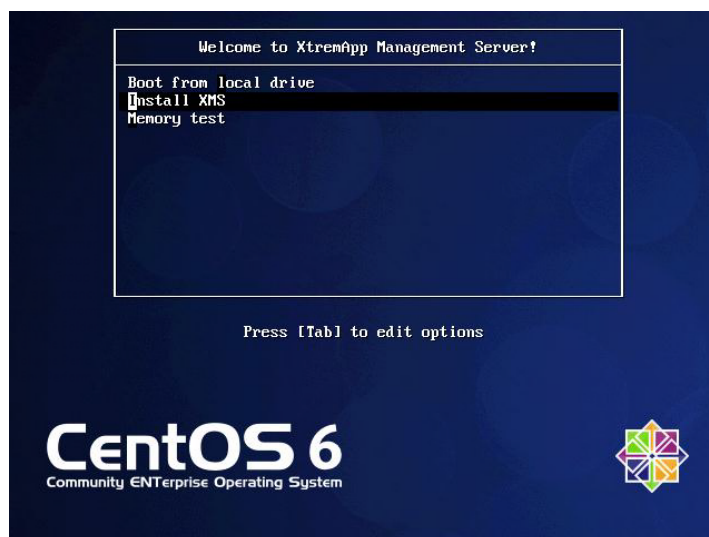 Welcome to XtremApp Management Server!
Boot from local drive
Install XMS
Memory test
Press [Tab] to edit options
CentOS 6
Community ENTerprise Operating System